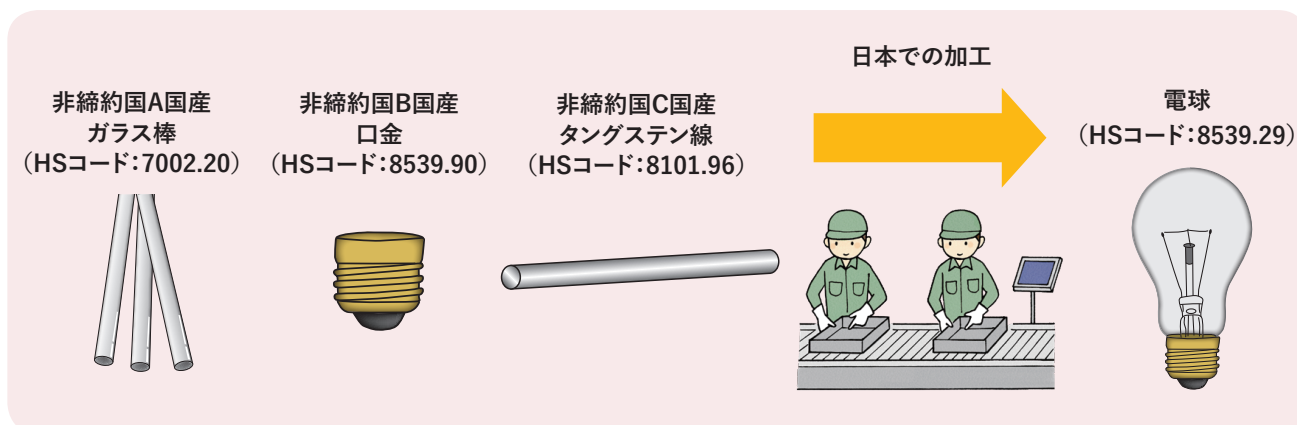 非締約国A国産
ガラス棒
（HSコード：7002.20）
非締約国B国産
口金
（HSコード：8539.90）
非締約国C国産
タングステン線
（HSコード：8101.96）
日本での加工
電球
（HSコード：8539.29）